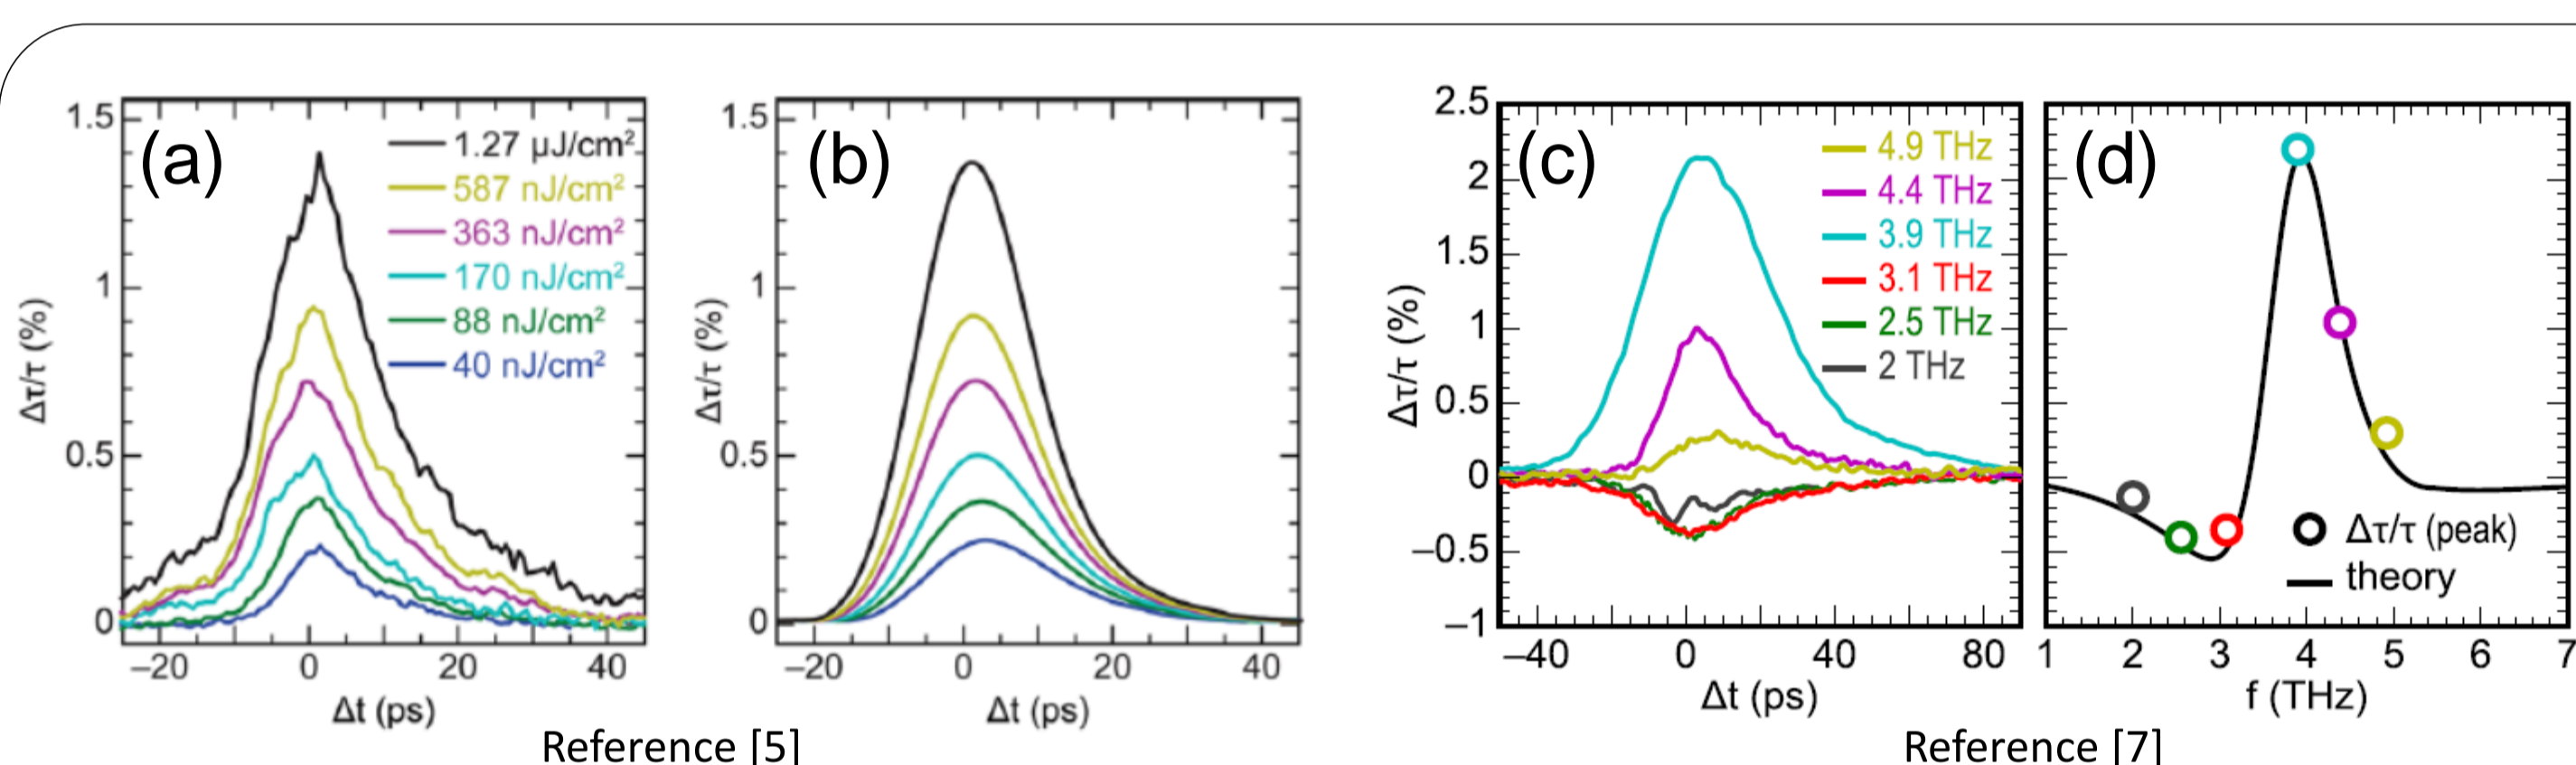 (a)
1.27 µJ/cm²
587 nJ/cm²
363 nJ/cm²
170 nJ/cm²
88 nJ/cm²
40 nJ/cm²
1.5
1
0.5
0
Δτ/τ (%)
–20 0 20 40
Δt (ps)
(b)
1.5
1
0.5
0
Δτ/τ (%)
–20 0 20 40
Δt (ps)
Reference [5]
(c)
4.9 THz
4.4 THz
3.9 THz
3.1 THz
2.5 THz
2 THz
2.5
2
1.5
1
0.5
0
–0.5
–1
Δτ/τ (%)
–40 0 40 80
Δt (ps)
(d)
Δτ/τ (peak)
theory
1 2 3 4 5 6 7
f (THz)
Reference [7]